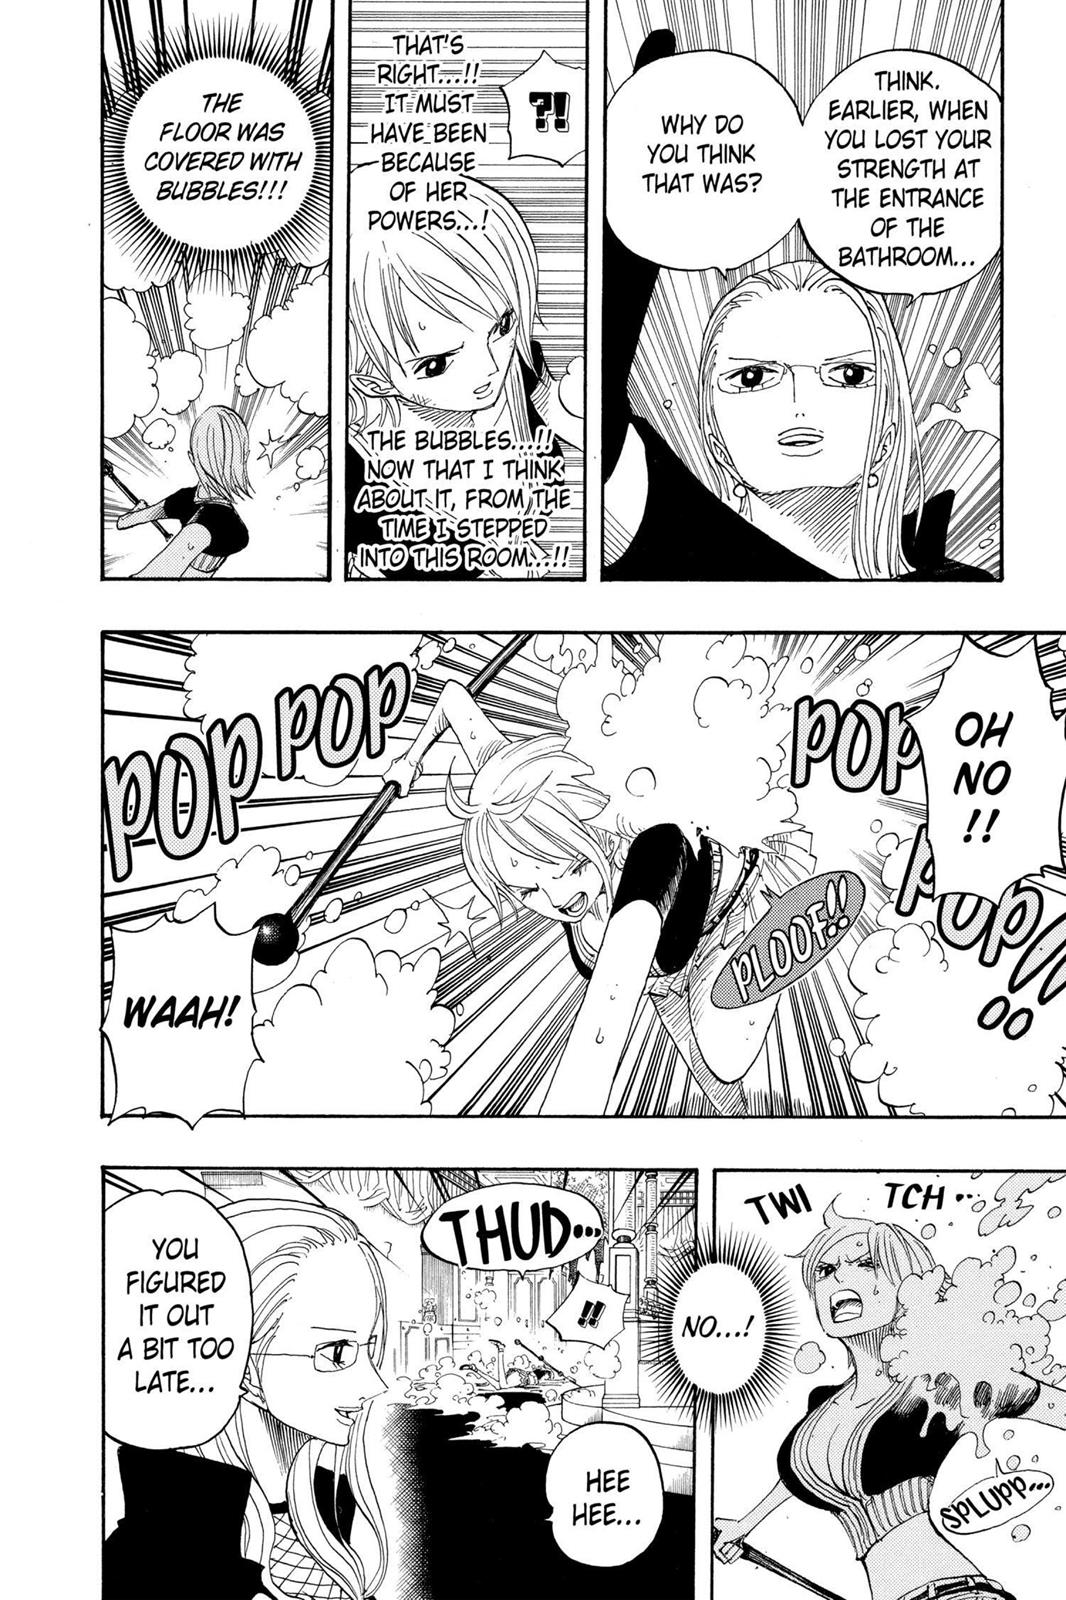 THINK.
EARLIER, WHEN
YOU LOST YOUR
STRENGTH AT
THE ENTRANCE
OF THE
BATHROOM...
WHY DO
YOU THINK
THAT WAS?
?!
THAT'S
RIGHT...!!
IT MUST
HAVE BEEN
BECAUSE
OF HER
POWERS...!
THE BUBBLES...!!
NOW THAT I THINK
ABOUT IT, FROM THE
TIME I STEPPED
INTO THIS ROOM...!!
THE
FLOOR WAS
COVERED WITH
BUBBLES!!!
OH
NO!!
POP
POP!!
PLOOF!!
POP
POP
WAAH!
TCH...
TWI
NO...!
SPLUPP...
THUD...
!!
HEE
HEE...
YOU
FIGURED
IT OUT
A BIT TOO
LATE...